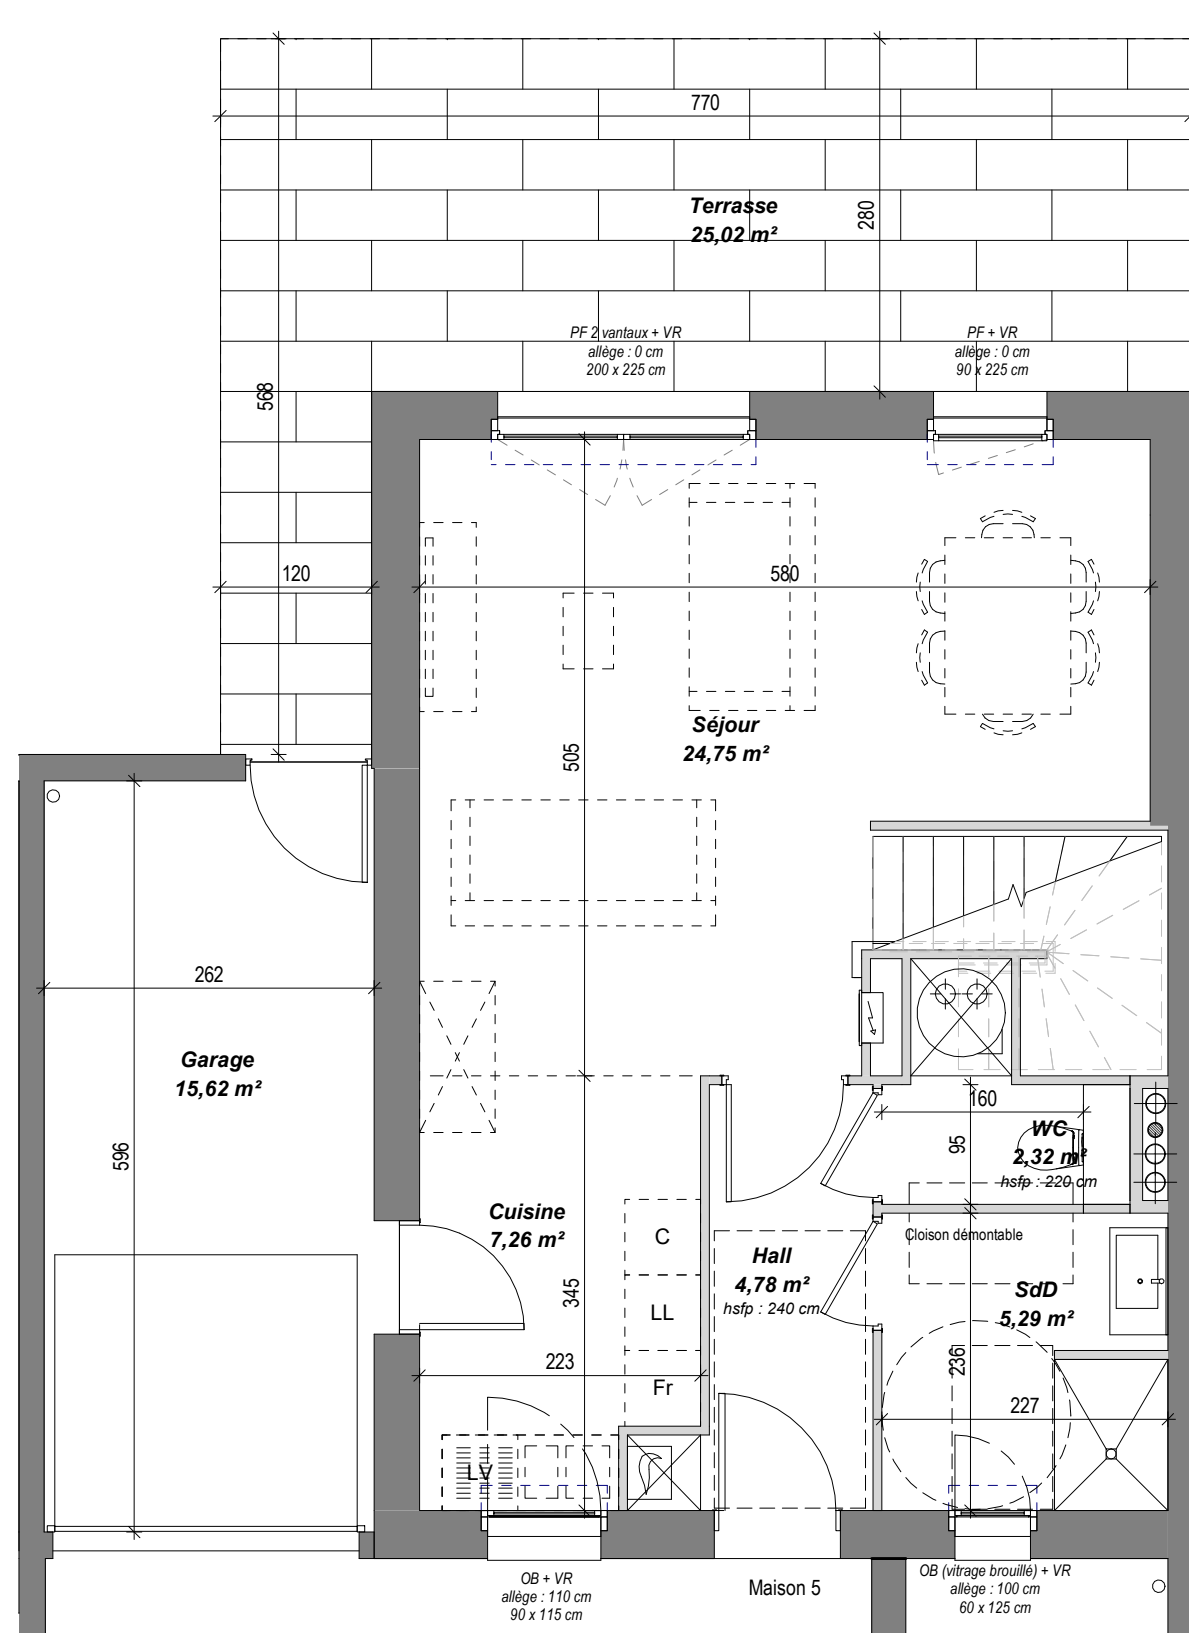 770
Terrasse
25,02 m²
280
PF 2 vantaux + VR
allège : 0 cm
200 x 225 cm
PF + VR
allège : 0 cm
90 x 225 cm
568
120
580
Séjour
24,75 m²
505
262
Garage
15,62 m²
596
160
WC
2,32 m²
hsfp : 220 cm
95
Cuisine
7,26 m²
C
Cloison démontable
Hall
4,78 m²
hsfp : 240 cm
345
LL
SdD
5,29 m²
223
Fr
236
227
LV
OB + VR
allège : 110 cm
90 x 115 cm
Maison 5
OB (vitrage brouillé) + VR
allège : 100 cm
60 x 125 cm